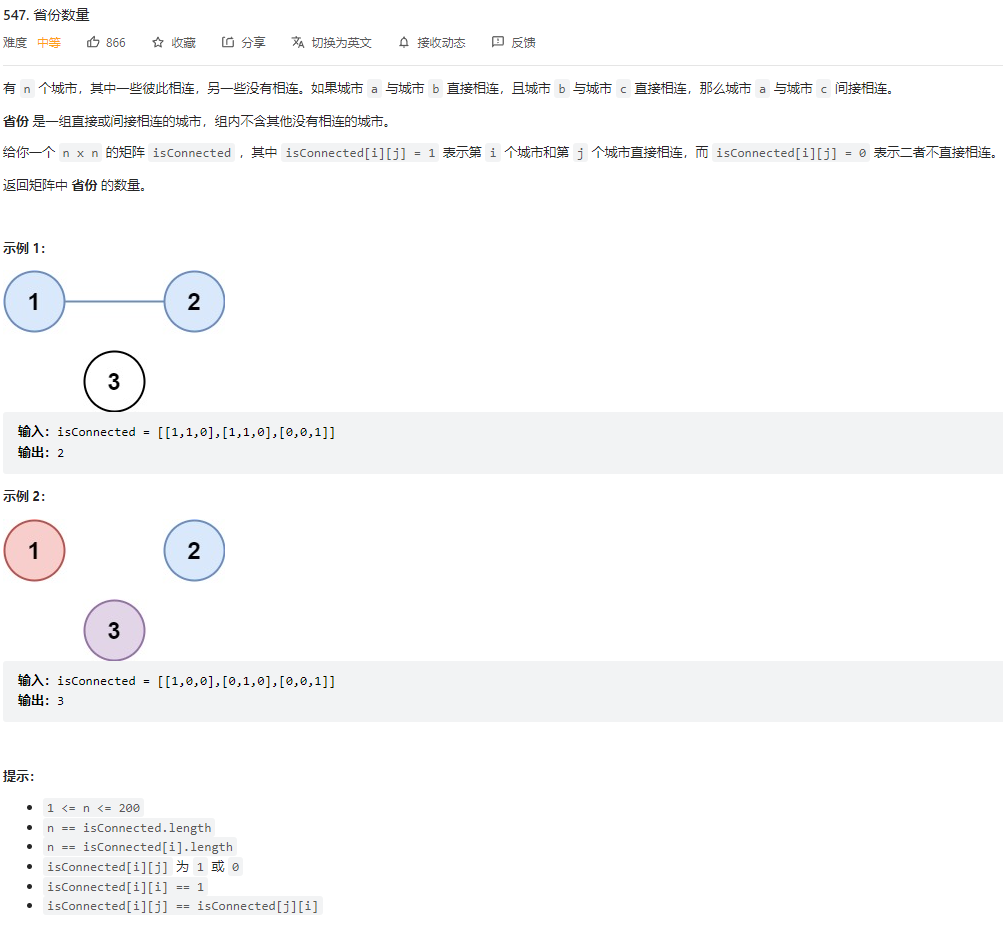 547. 省份数量
难度 中等 866 收藏 分享 切换为英文 接收动态 反馈
有 n 个城市，其中一些彼此相连，另一些没有相连。如果城市 a 与城市 b 直接相连，且城市 b 与城市 c 直接相连，那么城市 a 与城市 c 间接相连。
省份 是一组直接或间接相连的城市，组内不含其他没有相连的城市。
给你一个 n x n 的矩阵 isConnected ，其中 isConnected[i][j] = 1 表示第 i 个城市和第 j 个城市直接相连，而 isConnected[i][j] = 0 表示二者不直接相连。
返回矩阵中 省份 的数量。
示例 1：
1 2
3
输入：isConnected = [[1,1,0],[1,1,0],[0,0,1]]
输出：2
示例 2：
1 2
3
输入：isConnected = [[1,0,0],[0,1,0],[0,0,1]]
输出：3
提示：
1 <= n <= 200
n == isConnected.length
n == isConnected[i].length
isConnected[i][j] 为 1 或 0
isConnected[i][i] == 1
isConnected[i][j] == isConnected[j][i]